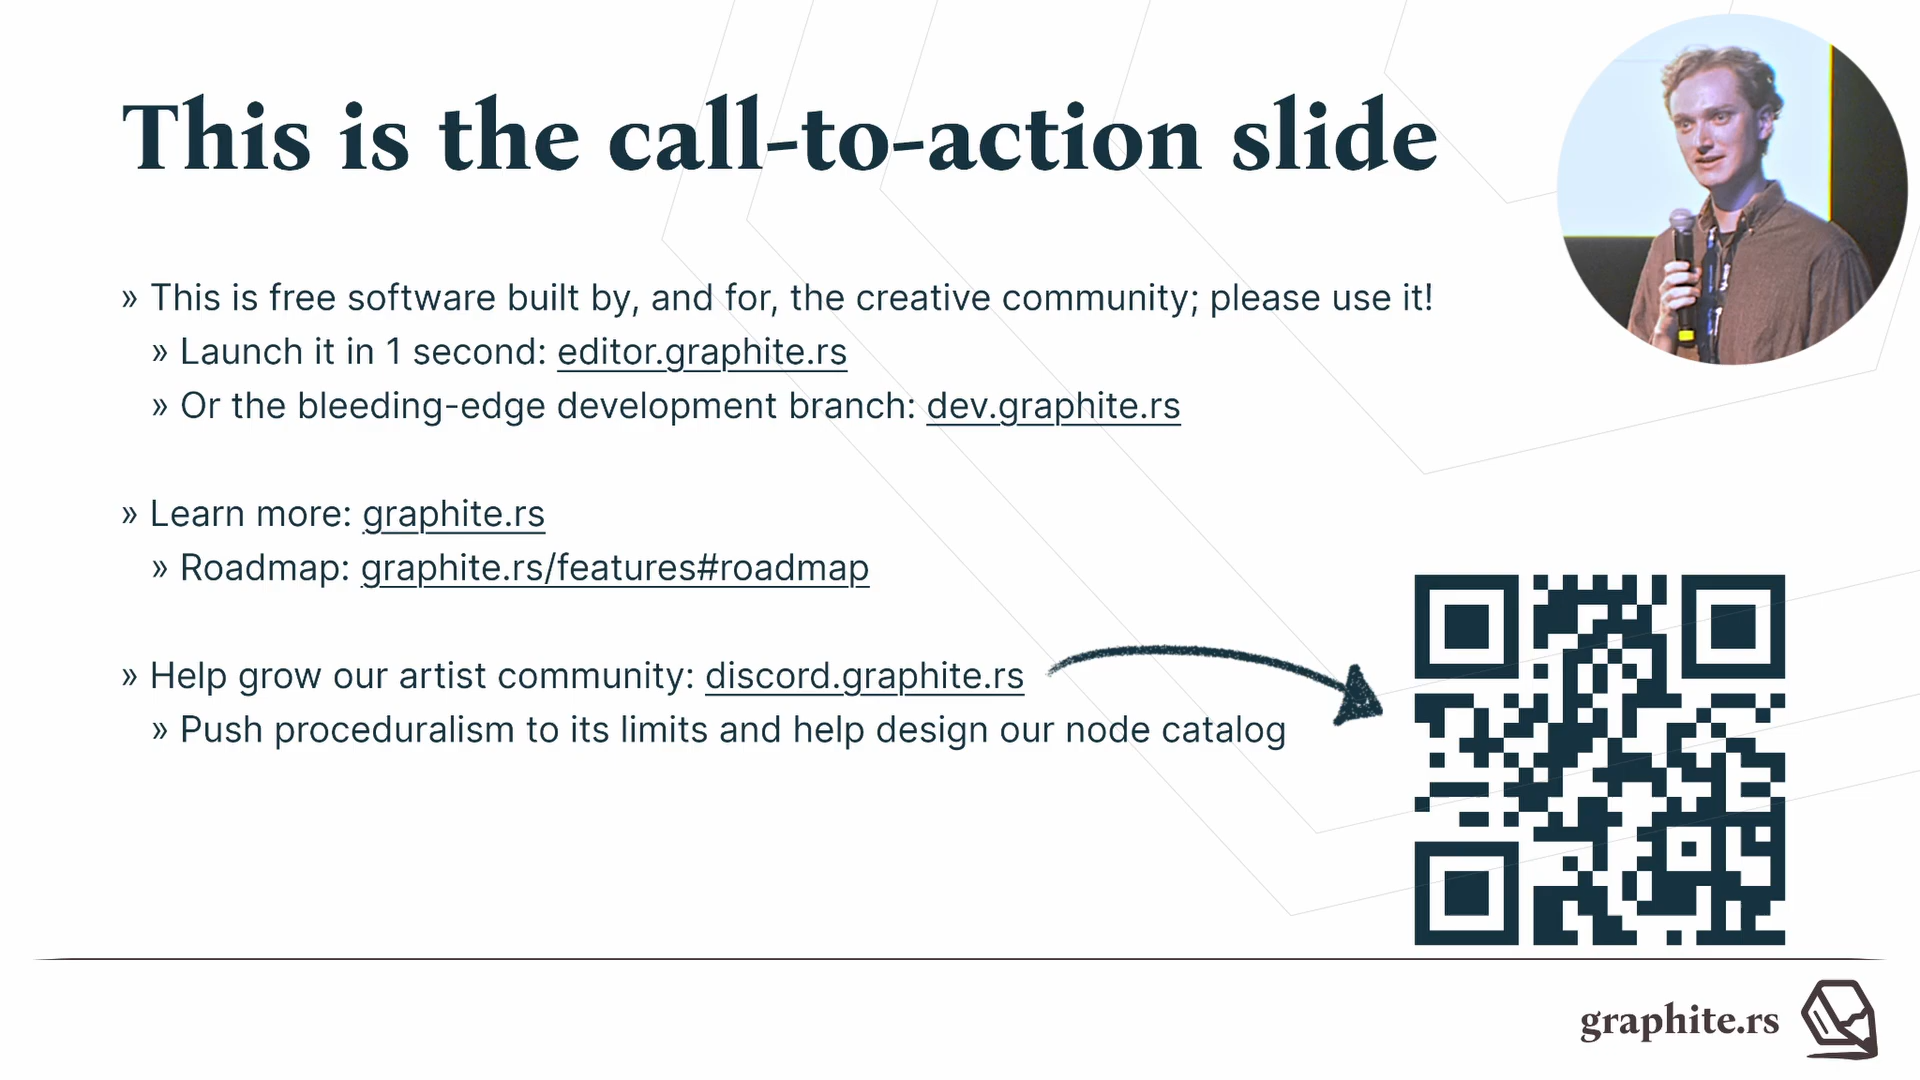 This is the call-to-action slide
» This is free software built by, and for, the creative community; please use it!
» Launch it in 1 second: editor.graphite.rs
» Or the bleeding-edge development branch: dev.graphite.rs
» Learn more: graphite.rs
» Roadmap: graphite.rs/features#roadmap
» Help grow our artist community: discord.graphite.rs
» Push proceduralism to its limits and help design our node catalog
graphite.rs